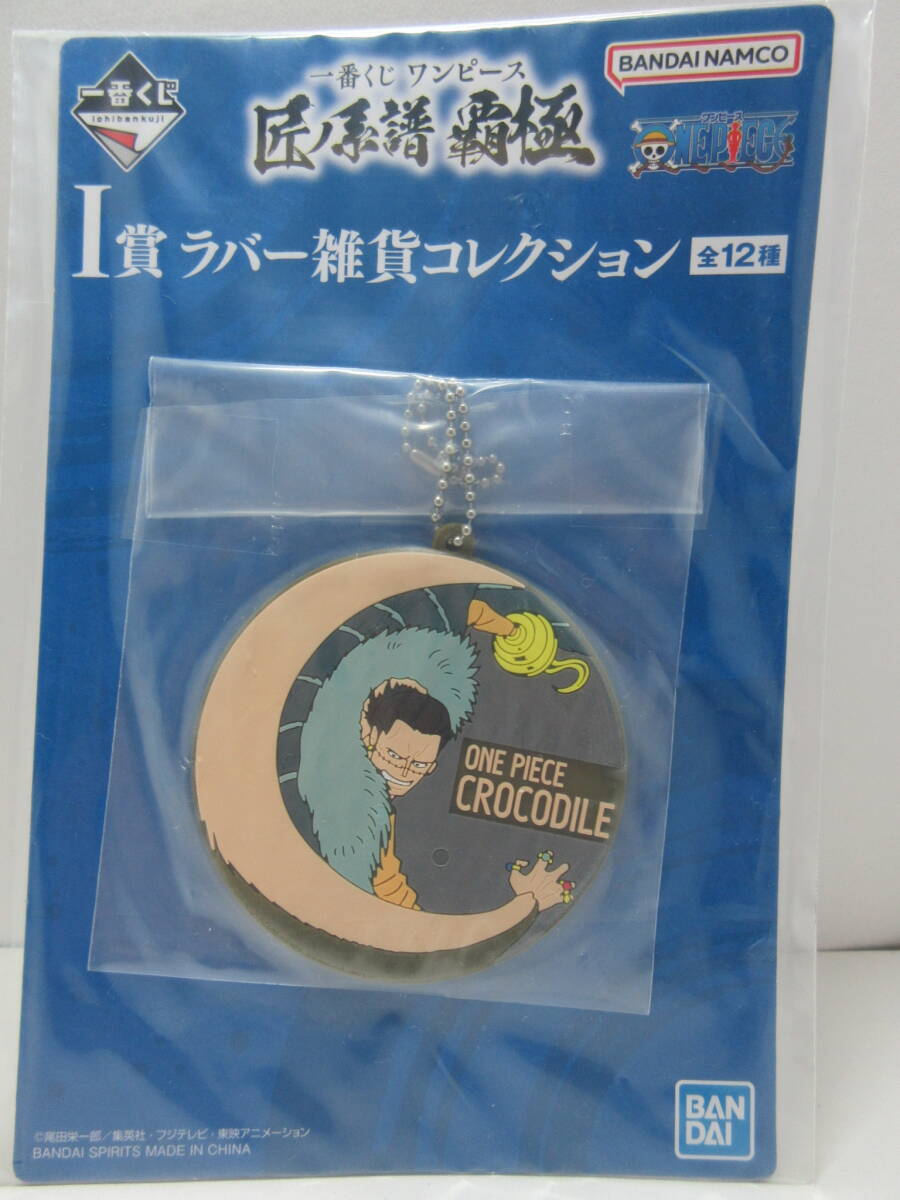 一番くじ
ichibankuji
一番くじ ワンピース
匠ノ系譜 覇極
BANDAI NAMCO
ワンピース
ONE PIECE
I賞 ラバー雑貨コレクション 全12種
ONE PIECE
CROCODILE
©尾田栄一郎／集英社・フジテレビ・東映アニメーション
BANDAI SPIRITS MADE IN CHINA
BAN
DAI